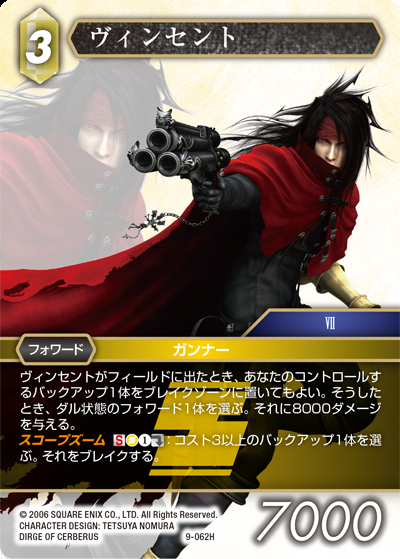 3
ヴィンセント
VII
フォワード
ガンナー
ヴィンセントがフィールドに出たとき、あなたのコントロールす
るバックアップ1体をブレイクゾーンに置いてもよい。そうした
とき、ダル状態のフォワード1体を選ぶ。それに8000ダメージ
を与える。
スコープズーム S 1 : コスト3以上のバックアップ1体を選
ぶ。それをブレイクする。
© 2006 SQUARE ENIX CO., LTD. All Rights Reserved.
CHARACTER DESIGN: TETSUYA NOMURA
DIRGE OF CERBERUS
9-062H
7000